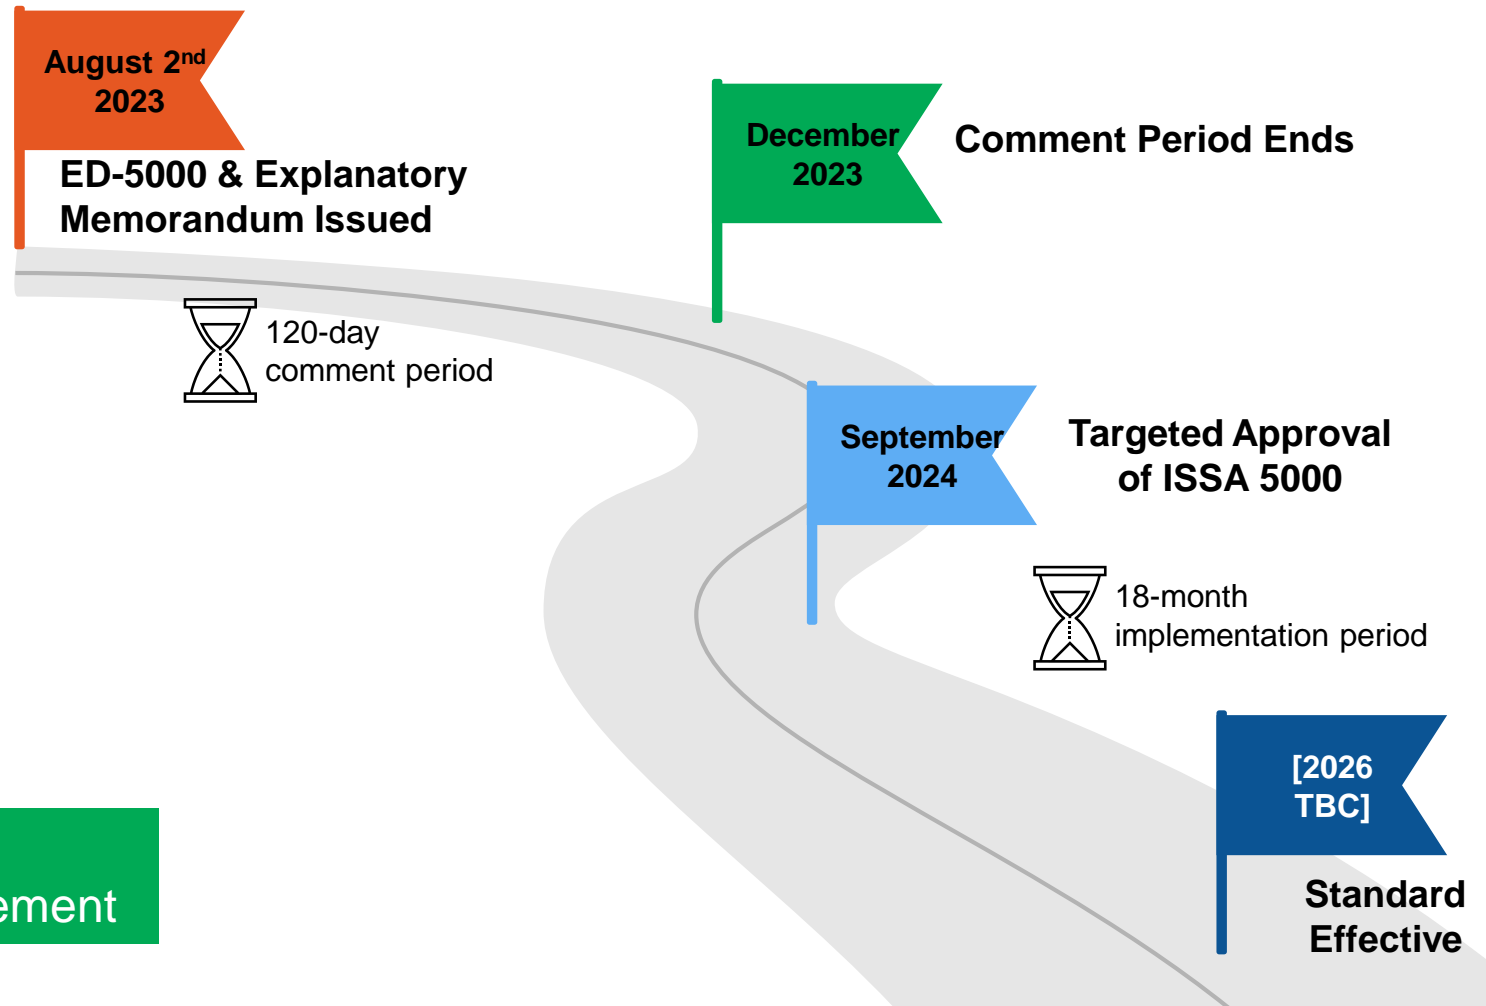 August 2nd
2023
ED-5000 & Explanatory
Memorandum Issued
120-day
comment period
December
2023
Comment Period Ends
September
2024
Targeted Approval
of ISSA 5000
18-month
implementation period
[2026
TBC]
Standard
Effective
ement